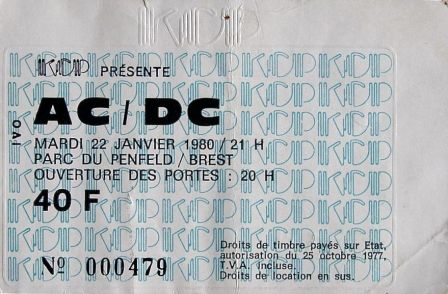 KCP PRÉSENTE
AC/DC
MARDI 22 JANVIER 1980 / 21 H
PARC DU PENFELD / BREST
OUVERTURE DES PORTES : 20 H
40 F
Droits de timbre payés sur Etat,
autorisation du 25 octobre 1977.
T.V.A. incluse.
Droits de location en sus.
Nº 000479